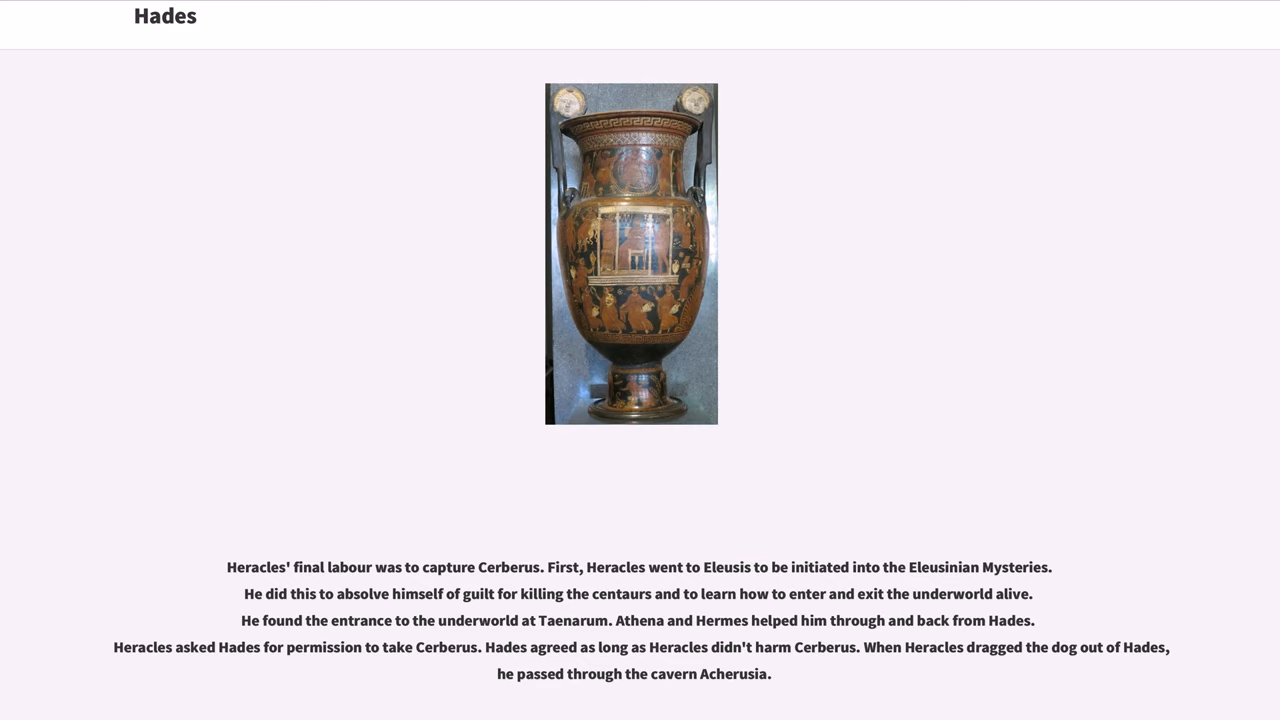 Hades
Heracles' final labour was to capture Cerberus. First, Heracles went to Eleusis to be initiated into the Eleusinian Mysteries.
He did this to absolve himself of guilt for killing the centaurs and to learn how to enter and exit the underworld alive.
He found the entrance to the underworld at Taenarum. Athena and Hermes helped him through and back from Hades.
Heracles asked Hades for permission to take Cerberus. Hades agreed as long as Heracles didn't harm Cerberus. When Heracles dragged the dog out of Hades,
he passed through the cavern Acherusia.